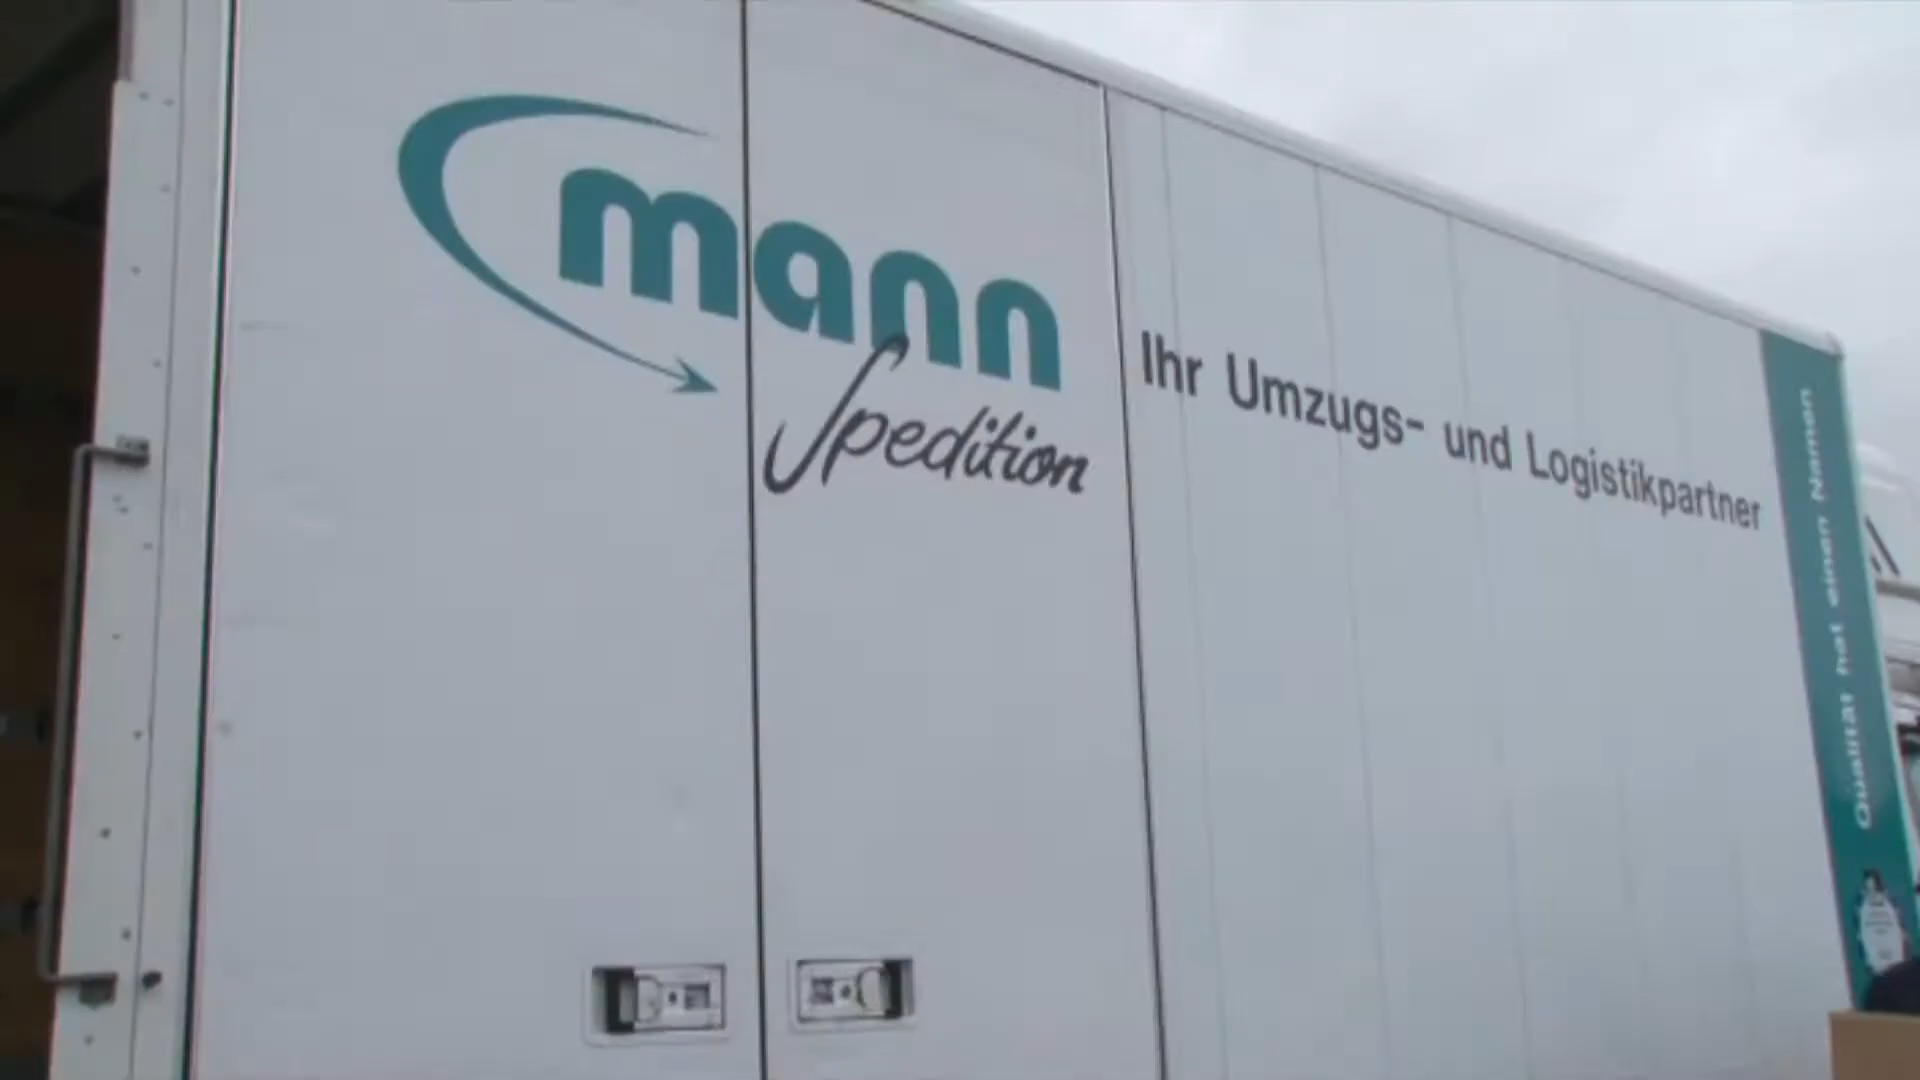 mann
Spedition
Ihr Umzugs- und Logistikpartner
Qualität hat einen Namen